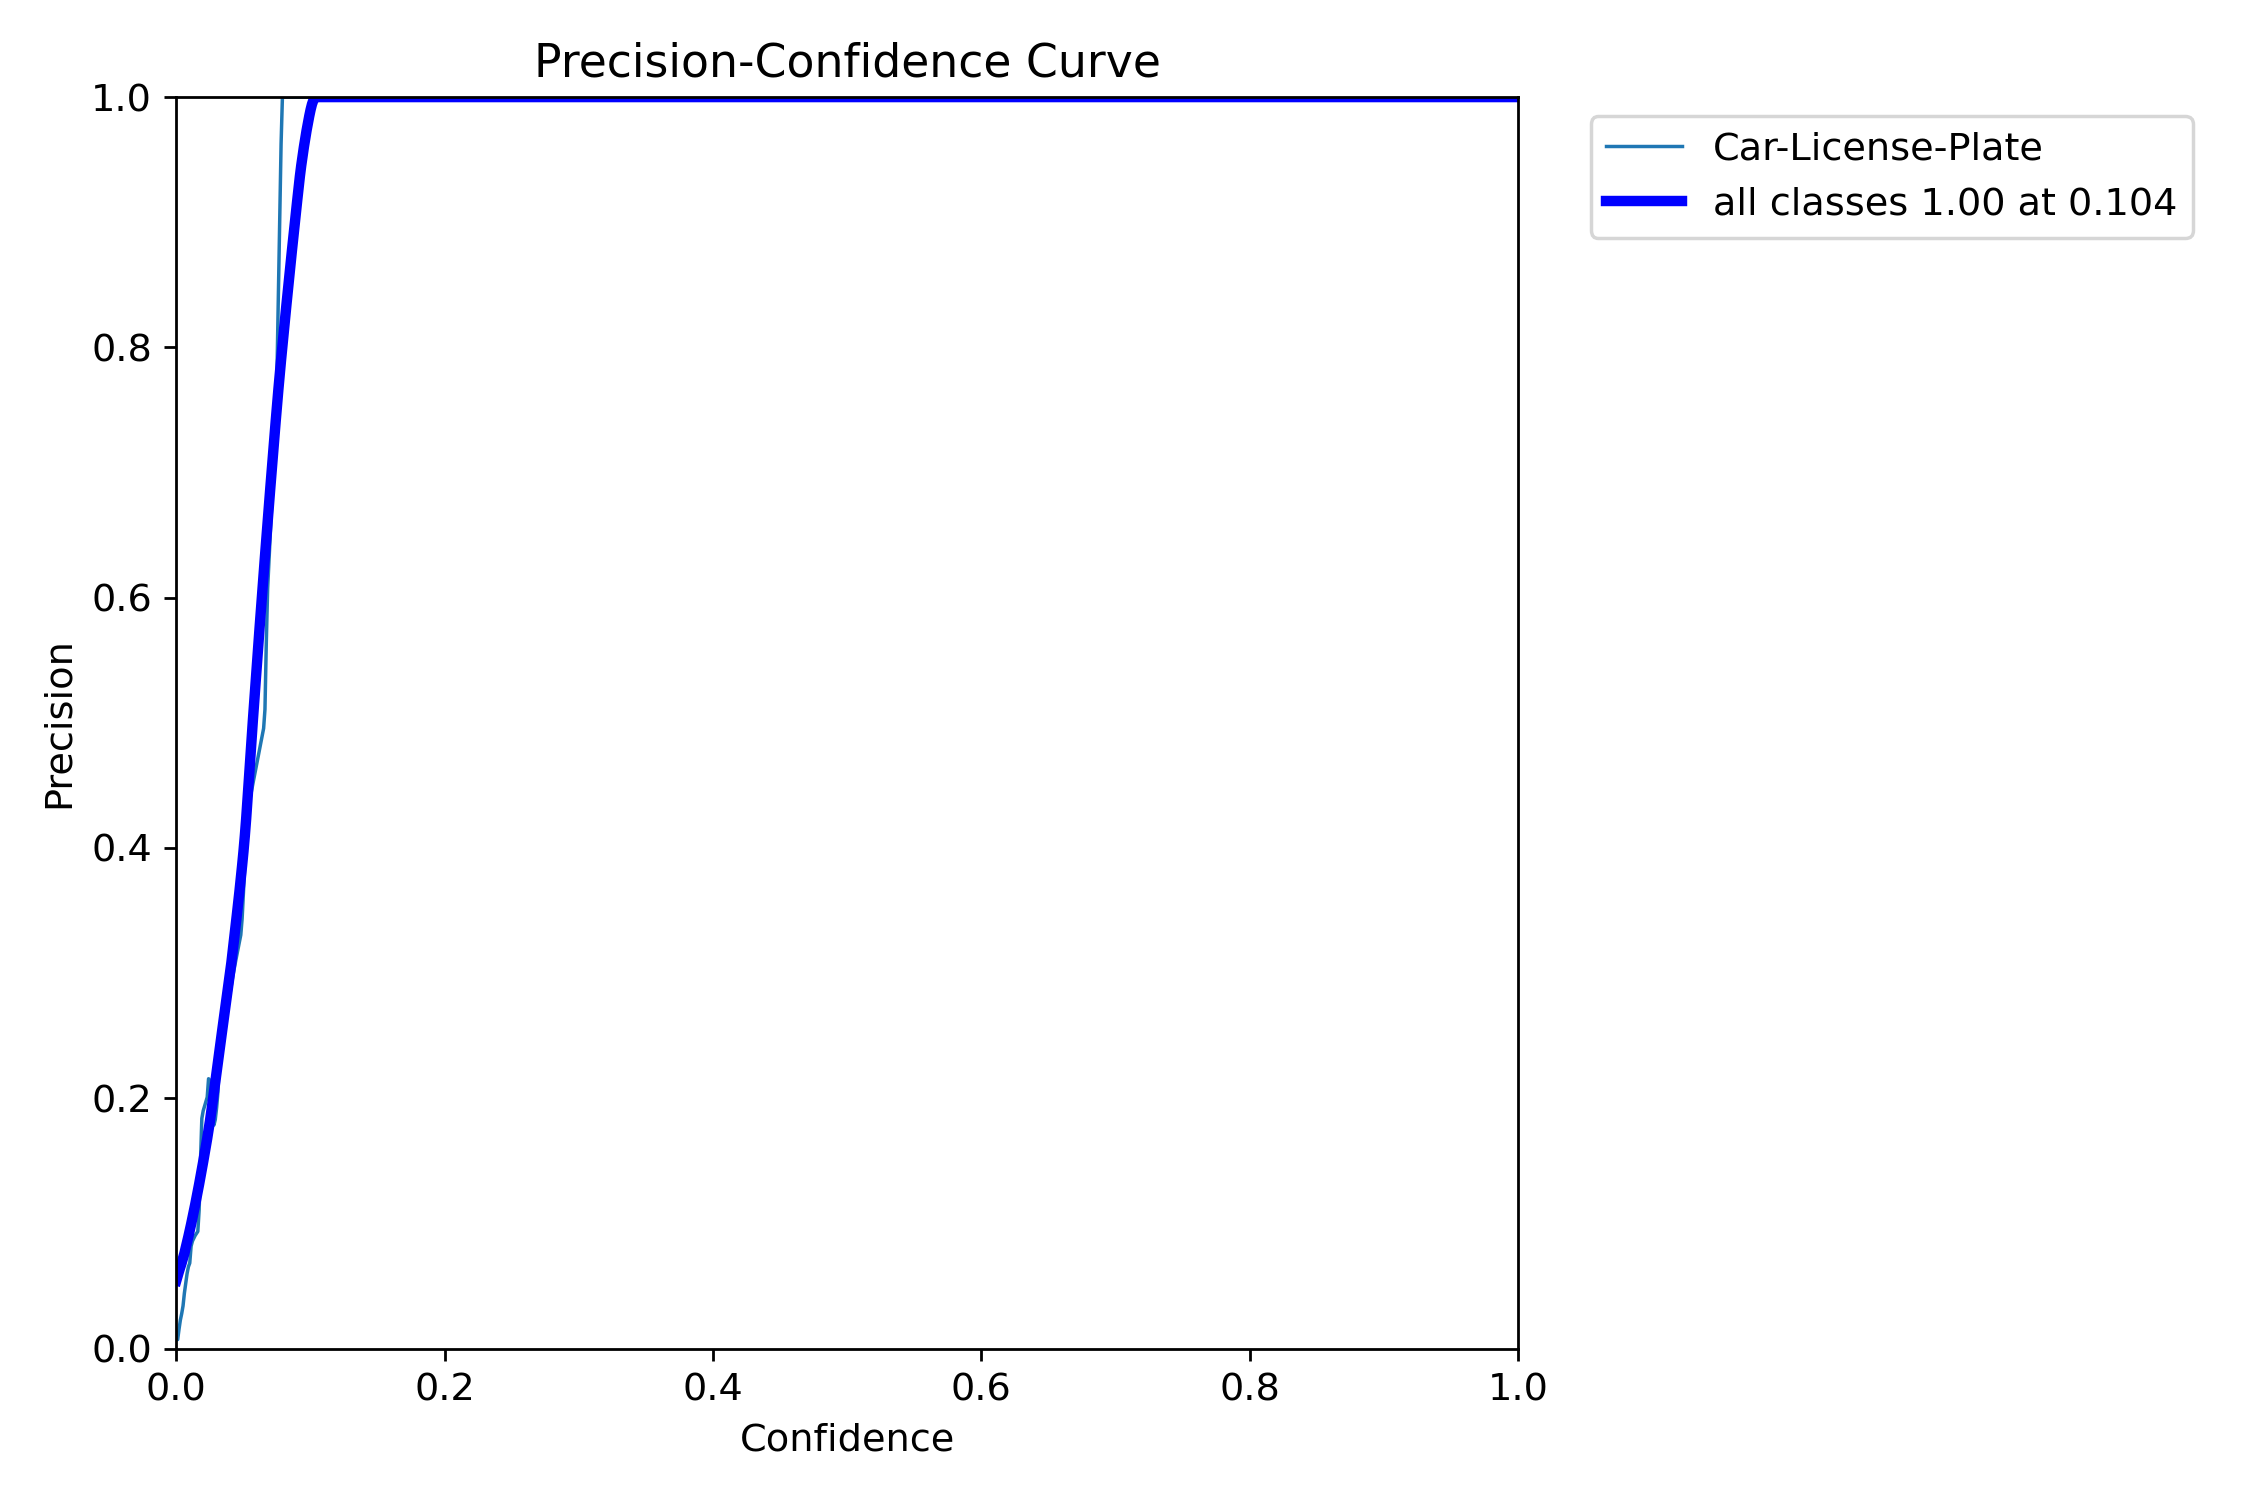 Precision-Confidence Curve
1.0
0.8
0.6
0.4
0.2
0.0
Precision
0.0 0.2 0.4 0.6 0.8 1.0
Confidence
Car-License-Plate
all classes 1.00 at 0.104